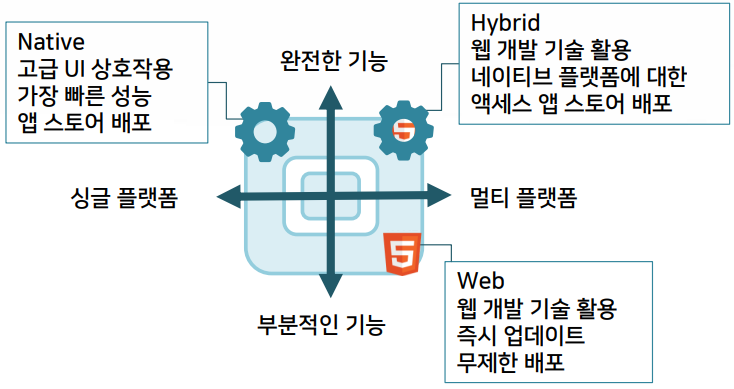 Native
고급 UI 상호작용
가장 빠른 성능
앱 스토어 배포
완전한 기능
Hybrid
웹 개발 기술 활용
네이티브 플랫폼에 대한
액세스 앱 스토어 배포
5
싱글 플랫폼
멀티 플랫폼
5
부분적인 기능
Web
웹 개발 기술 활용
즉시 업데이트
무제한 배포